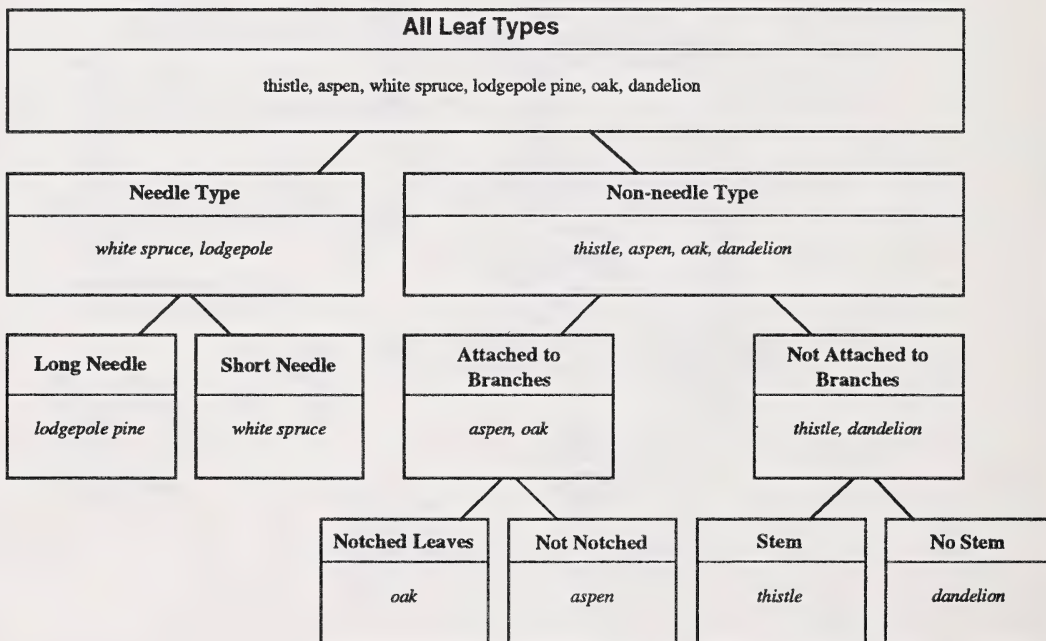 All Leaf Types
thistle, aspen, white spruce, lodgepole pine, oak, dandelion
Needle Type
white spruce, lodgepole
Non-needle Type
thistle, aspen, oak, dandelion
Long Needle
lodgepole pine
Short Needle
white spruce
Attached to
Branches
aspen, oak
Not Attached to
Branches
thistle, dandelion
Notched Leaves
oak
Not Notched
aspen
Stem
thistle
No Stem
dandelion